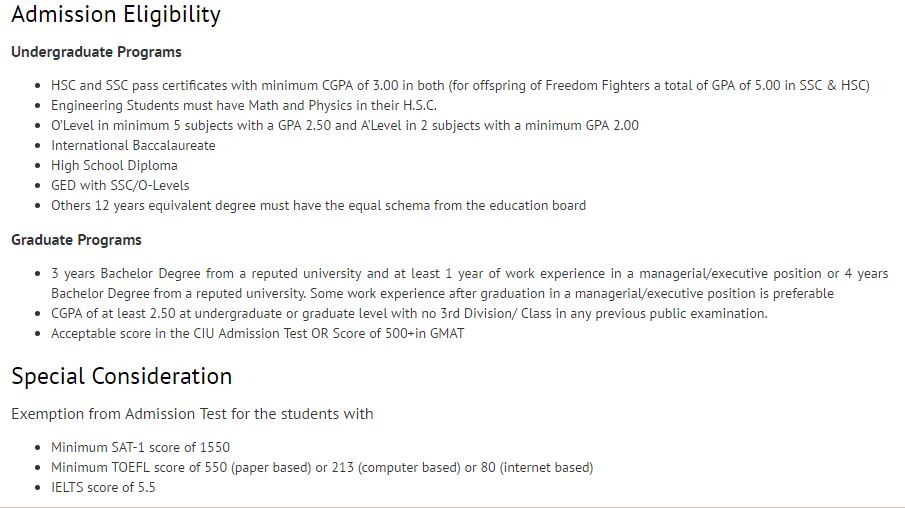 Admission Eligibility
Undergraduate Programs
• HSC and SSC pass certificates with minimum CGPA of 3.00 in both (for offspring of Freedom Fighters a total of GPA of 5.00 in SSC & HSC)
• Engineering Students must have Math and Physics in their H.S.C.
• O'Level in minimum 5 subjects with a GPA 2.50 and A'Level in 2 subjects with a minimum GPA 2.00
• International Baccalaureate
• High School Diploma
• GED with SSC/O-Levels
• Others 12 years equivalent degree must have the equal schema from the education board
Graduate Programs
• 3 years Bachelor Degree from a reputed university and at least 1 year of work experience in a managerial/executive position or 4 years
Bachelor Degree from a reputed university. Some work experience after graduation in a managerial/executive position is preferable
• CGPA of at least 2.50 at undergraduate or graduate level with no 3rd Division/ Class in any previous public examination.
• Acceptable score in the CIU Admission Test OR Score of 500+in GMAT
Special Consideration
Exemption from Admission Test for the students with
• Minimum SAT-1 score of 1550
• Minimum TOEFL score of 550 (paper based) or 213 (computer based) or 80 (internet based)
• IELTS score of 5.5